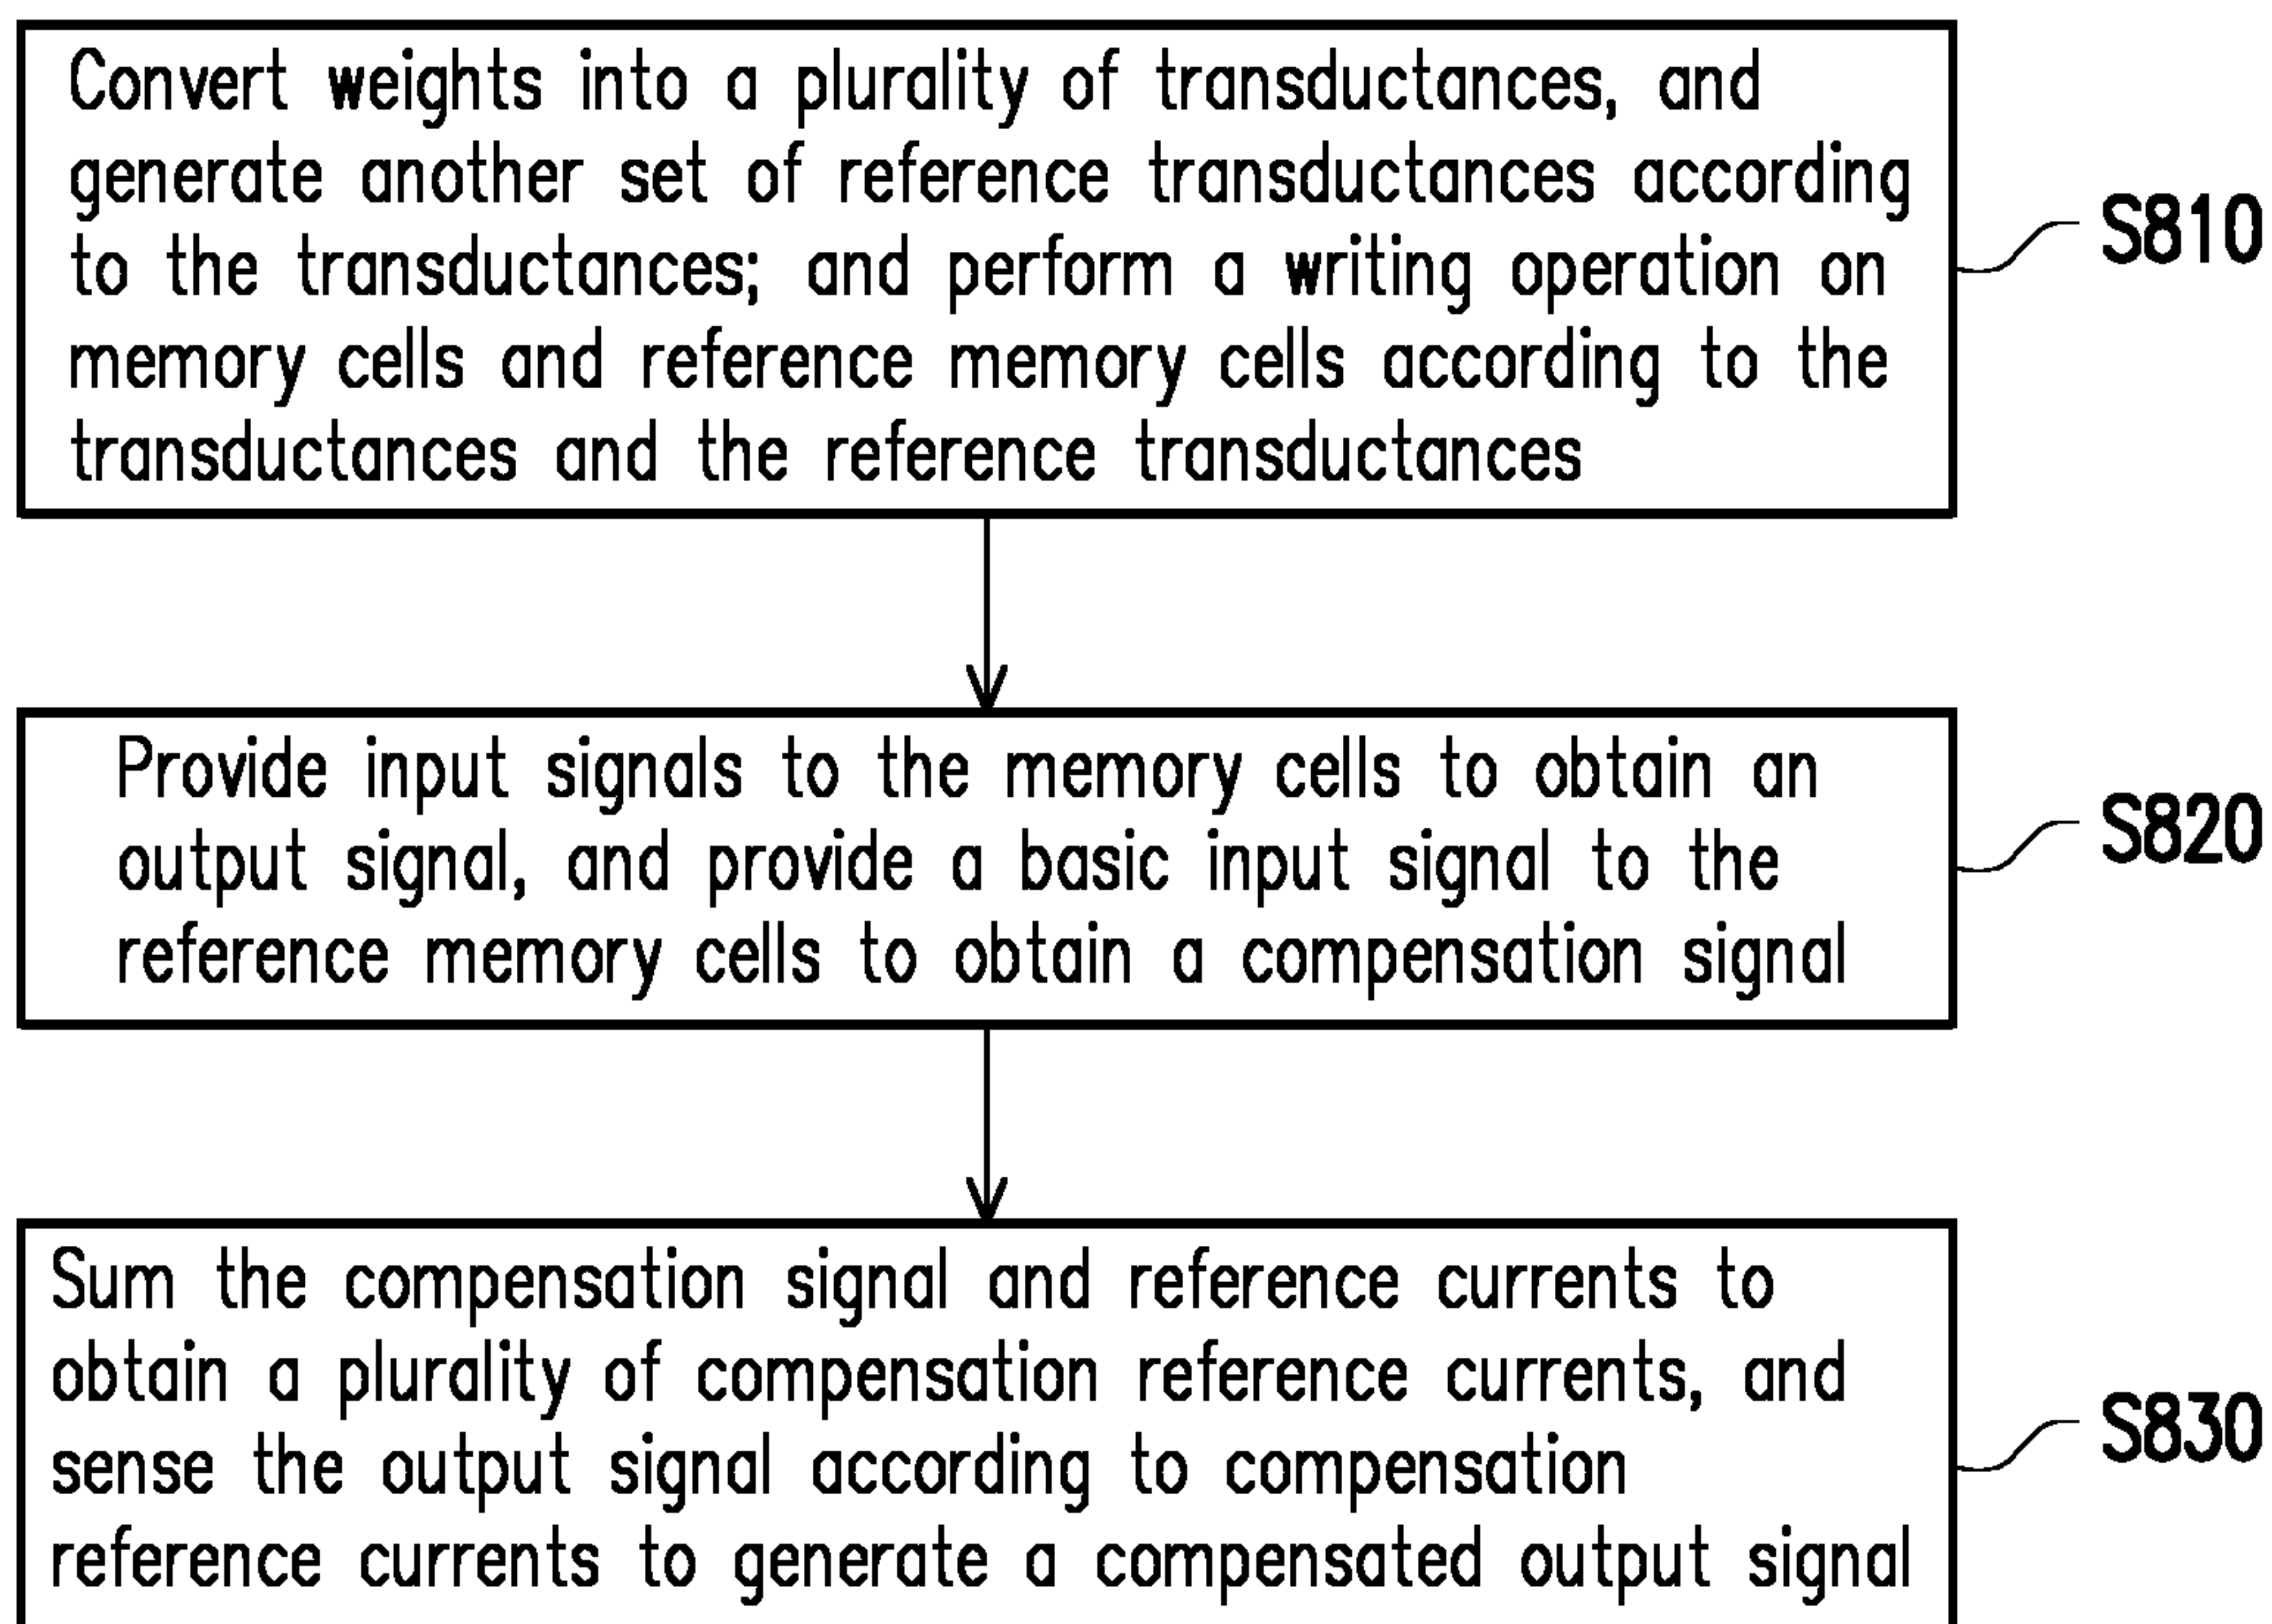 Convert weights into a plurality of transductances, and
generate another set of reference transductances according
to the transductances; and perform a writing operation on
memory cells and reference memory cells according to the
transductances and the reference transductances
S810
Provide input signals to the memory cells to obtain an
output signal, and provide a basic input signal to the
reference memory cells to obtain a compensation signal
S820
Sum the compensation signal and reference currents to
obtain a plurality of compensation reference currents, and
sense the output signal according to compensation
reference currents to generate a compensated output signal
S830